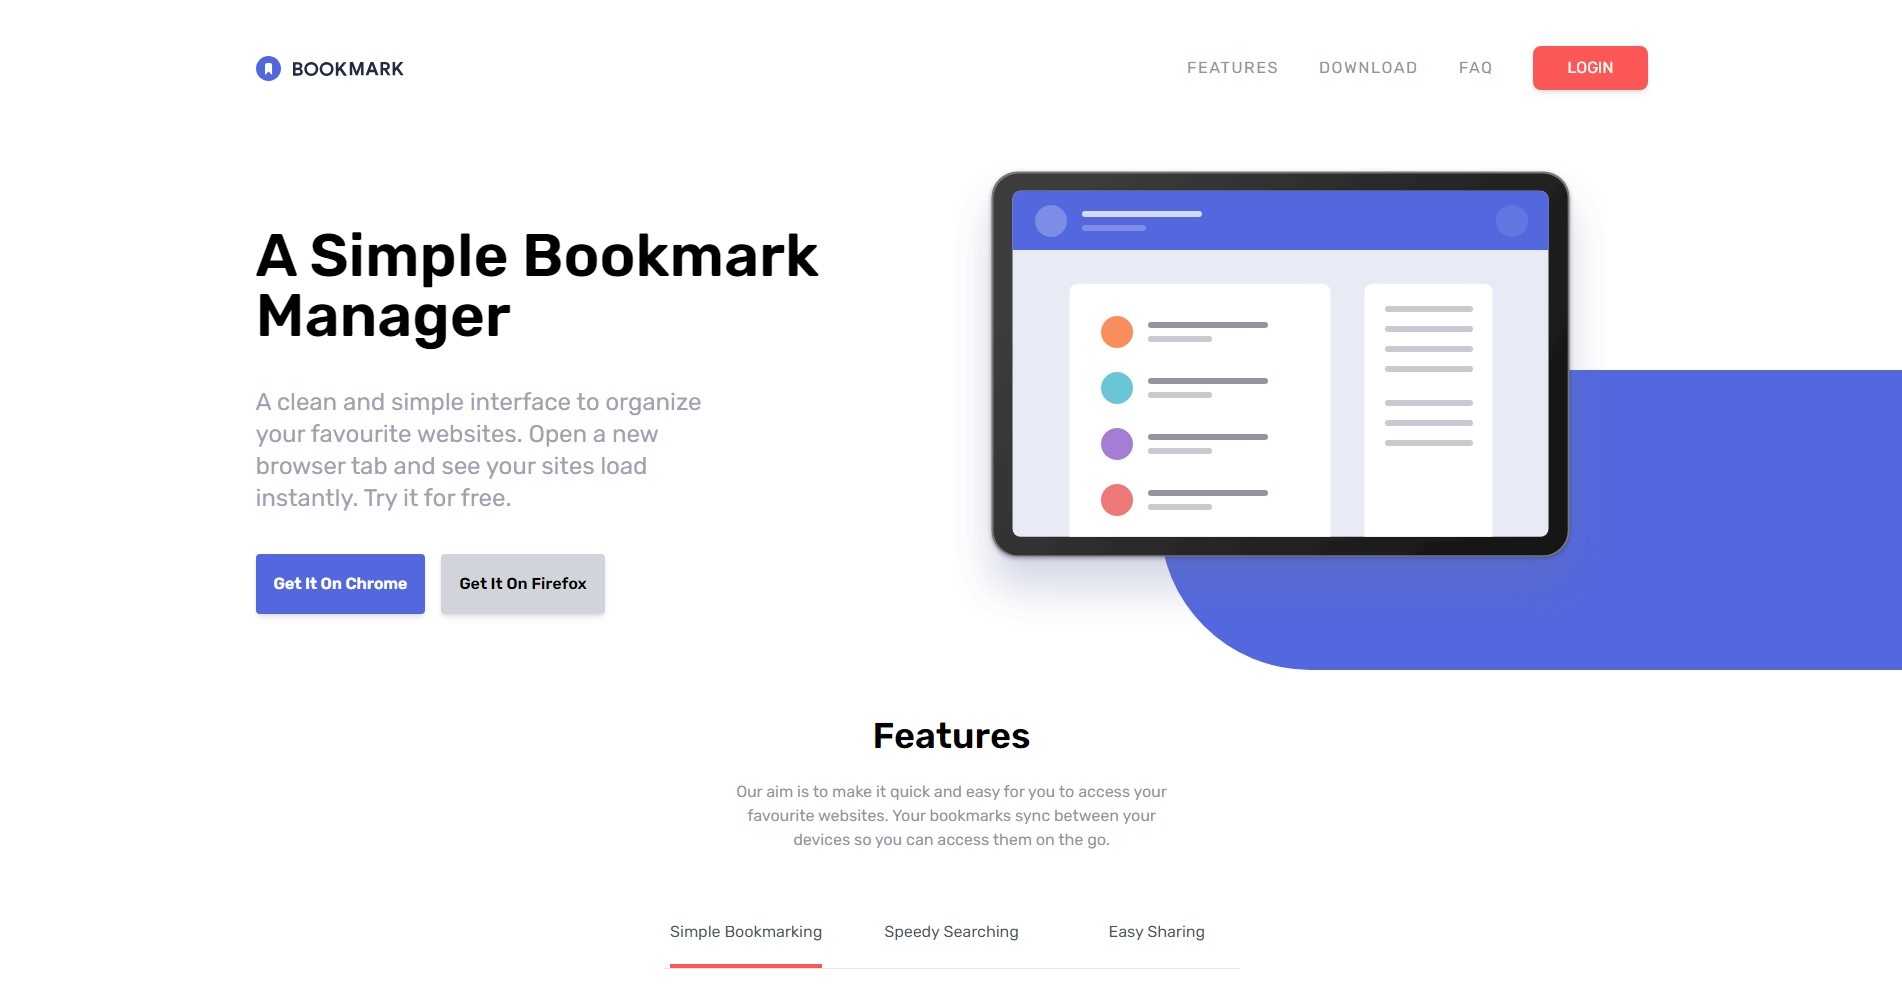 BOOKMARK
FEATURES
DOWNLOAD
FAQ
LOGIN
A Simple Bookmark
Manager
A clean and simple interface to organize
your favourite websites. Open a new
browser tab and see your sites load
instantly. Try it for free.
Get It On Chrome
Get It On Firefox
Features
Our aim is to make it quick and easy for you to access your
favourite websites. Your bookmarks sync between your
devices so you can access them on the go.
Simple Bookmarking
Speedy Searching
Easy Sharing